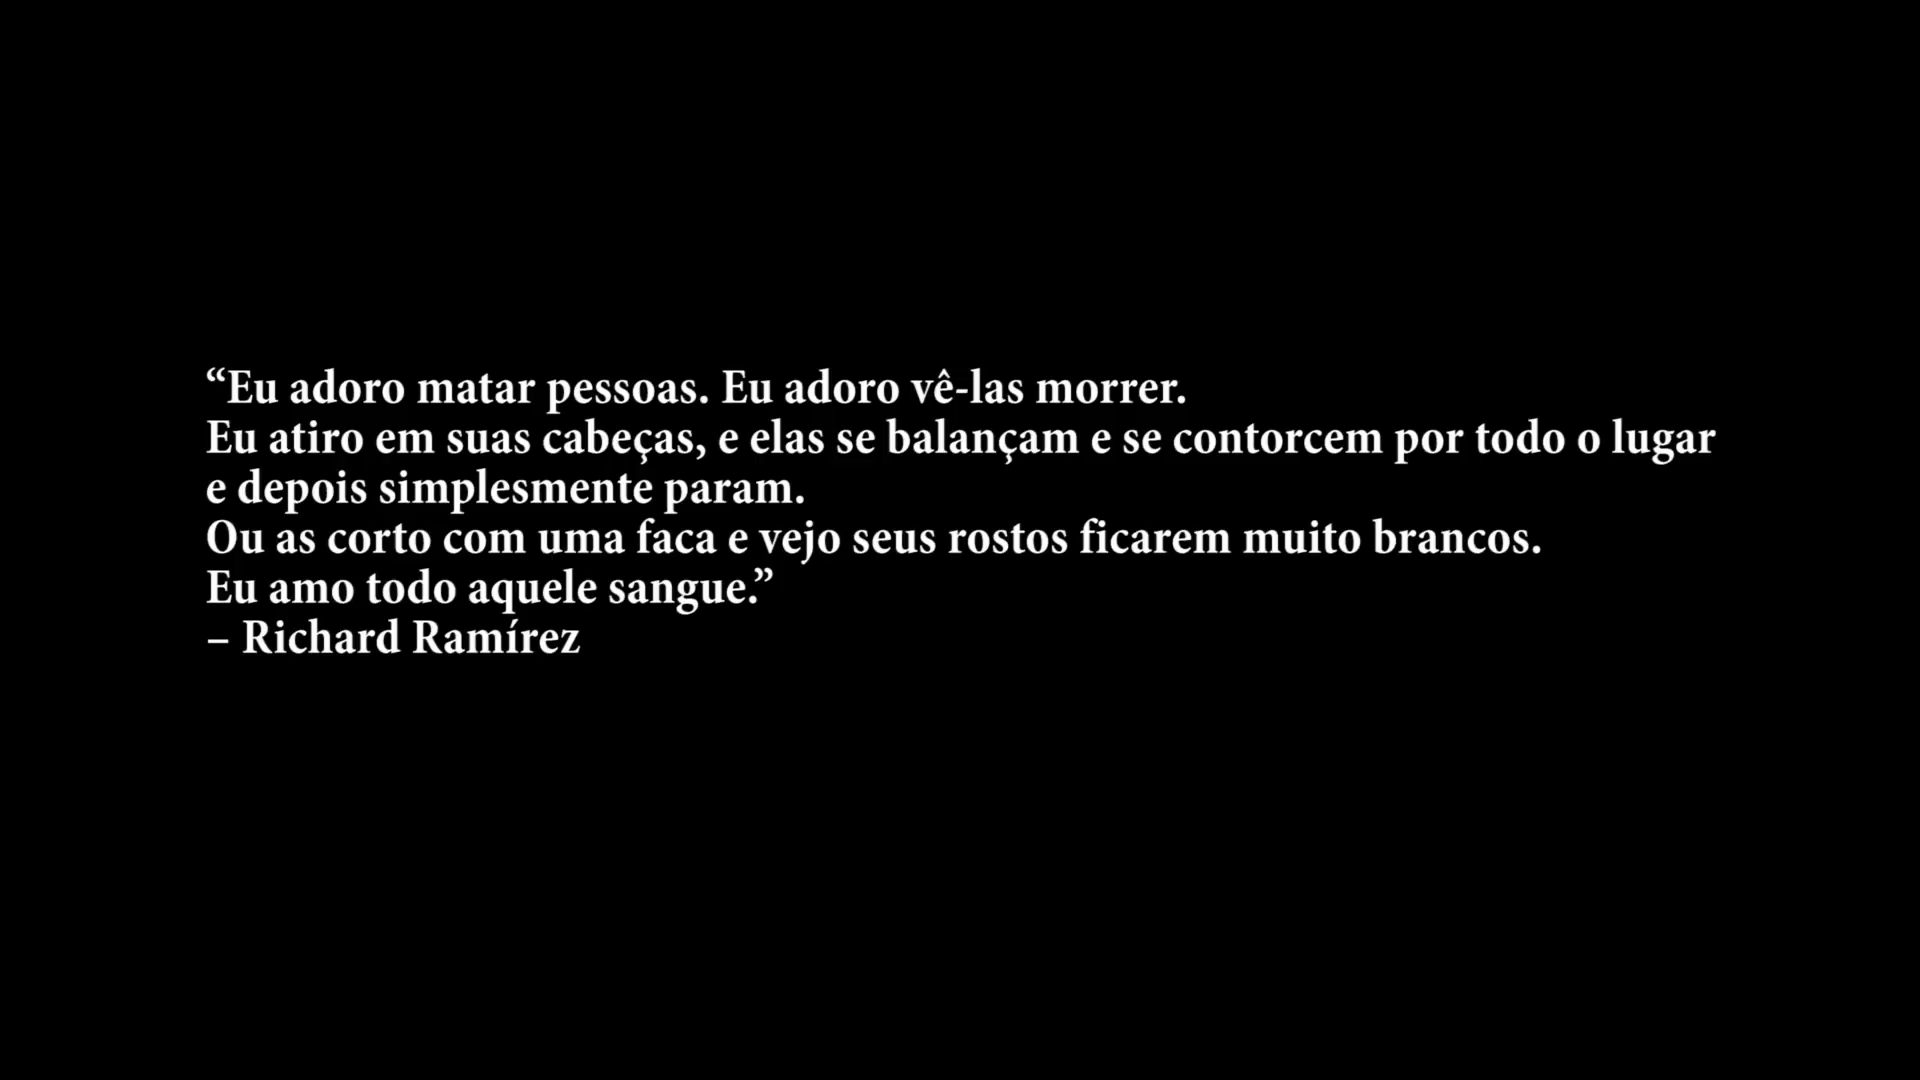 “Eu adoro matar pessoas. Eu adoro vê-las morrer.
Eu atiro em suas cabeças, e elas se balançam e se contorcem por todo o lugar
e depois simplesmente param.
Ou as corto com uma faca e vejo seus rostos ficarem muito brancos.
Eu amo todo aquele sangue.”
– Richard Ramírez